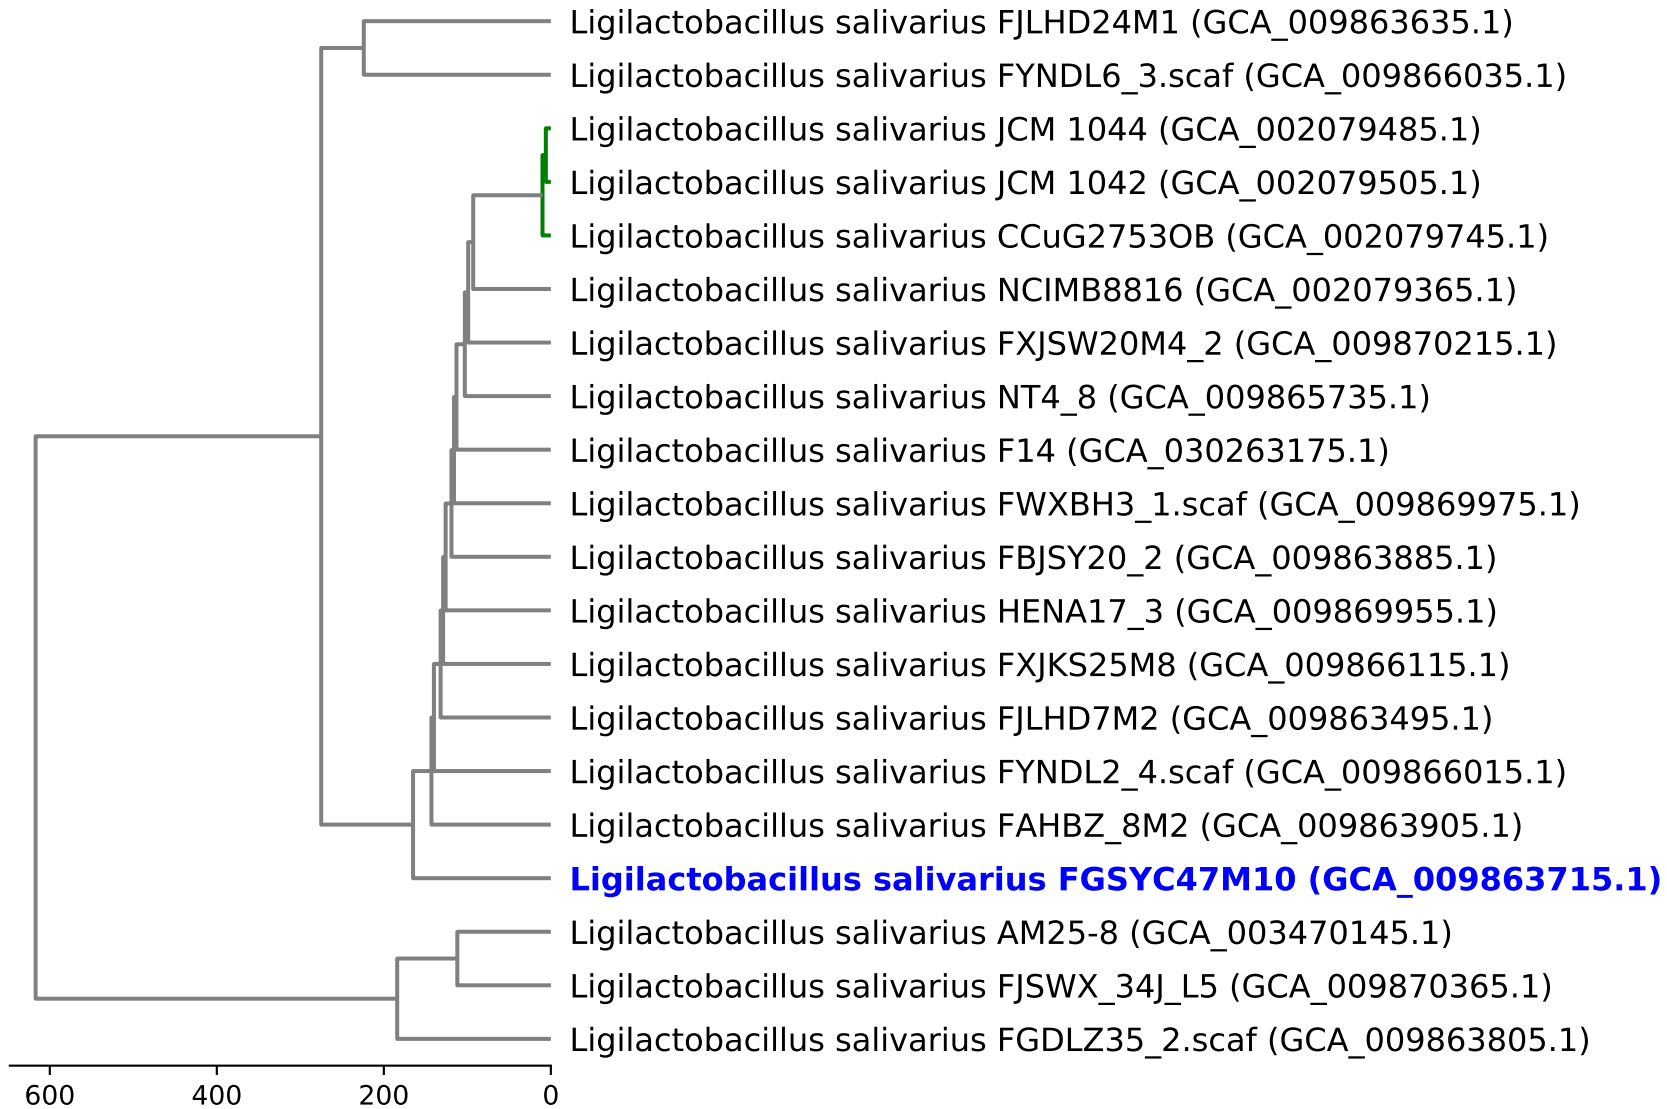 Ligilactobacillus salivarius FJLHD24M1 (GCA_009863635.1)
Ligilactobacillus salivarius FYNDL6_3.scaf (GCA_009866035.1)
Ligilactobacillus salivarius JCM 1044 (GCA_002079485.1)
Ligilactobacillus salivarius JCM 1042 (GCA_002079505.1)
Ligilactobacillus salivarius CCuG2753OB (GCA_002079745.1)
Ligilactobacillus salivarius NCIMB8816 (GCA_002079365.1)
Ligilactobacillus salivarius FXJSW20M4_2 (GCA_009870215.1)
Ligilactobacillus salivarius NT4_8 (GCA_009865735.1)
Ligilactobacillus salivarius F14 (GCA_030263175.1)
Ligilactobacillus salivarius FWXBH3_1.scaf (GCA_009869975.1)
Ligilactobacillus salivarius FBJSY20_2 (GCA_009863885.1)
Ligilactobacillus salivarius HENA17_3 (GCA_009869955.1)
Ligilactobacillus salivarius FXJKS25M8 (GCA_009866115.1)
Ligilactobacillus salivarius FJLHD7M2 (GCA_009863495.1)
Ligilactobacillus salivarius FYNDL2_4.scaf (GCA_009866015.1)
Ligilactobacillus salivarius FAHBZ_8M2 (GCA_009863905.1)
Ligilactobacillus salivarius FGSYC47M10 (GCA_009863715.1)
Ligilactobacillus salivarius AM25-8 (GCA_003470145.1)
Ligilactobacillus salivarius FJSWX_34J_L5 (GCA_009870365.1)
Ligilactobacillus salivarius FGDLZ35_2.scaf (GCA_009863805.1)
600 400 200 0